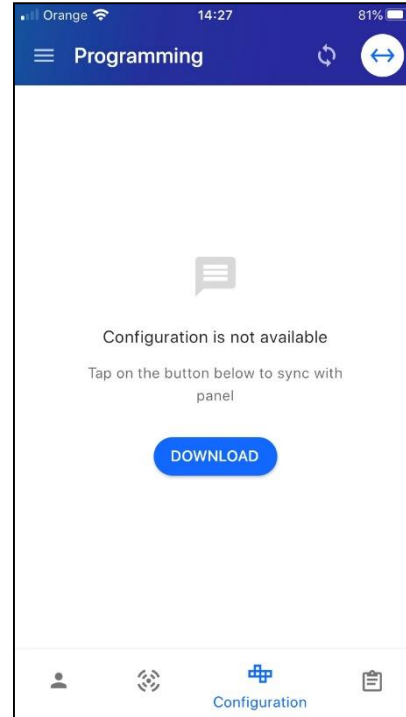 Orange 14:27 81%
Programming
Configuration is not available
Tap on the button below to sync with
panel
DOWNLOAD
Configuration